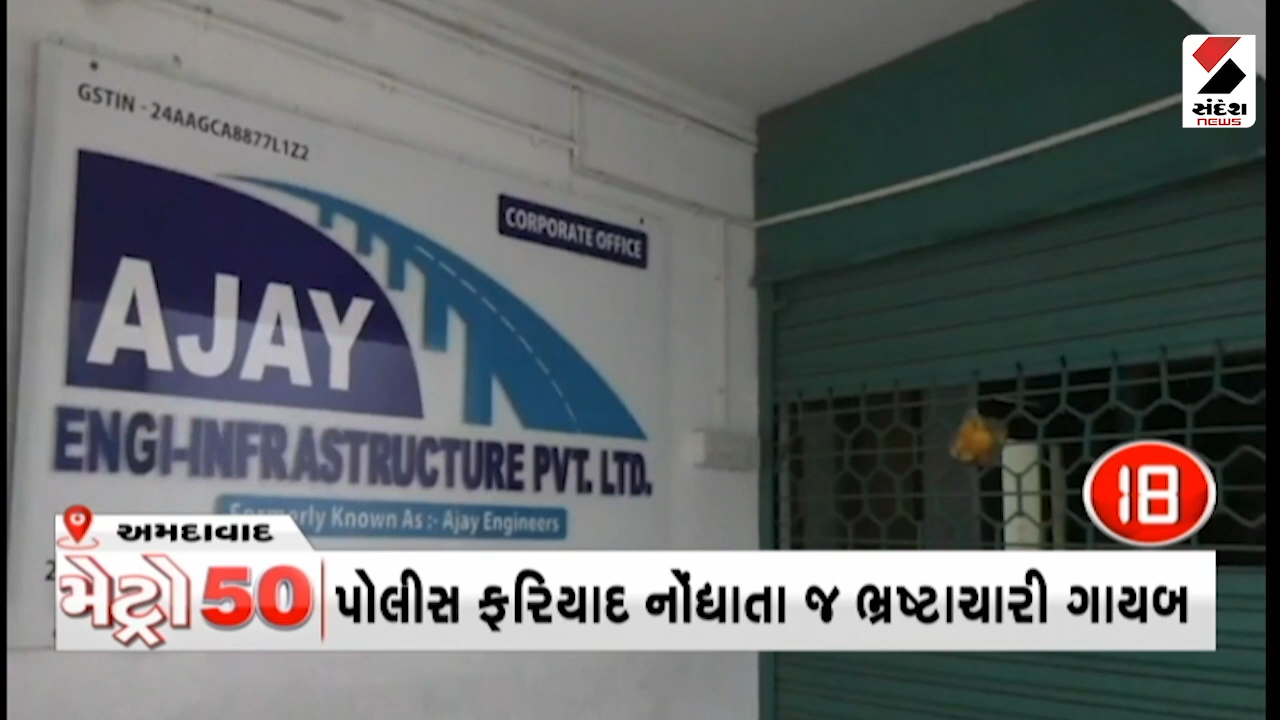 GSTIN - 24AAGCA8877L1Z2
સંદેશ
NEWS
CORPORATE OFFICE
AJAY
ENGI-INFRASTRUCTURE PVT. LTD.
Formerly Known As :- Ajay Engineers
18
અમદાવાદ
મેટ્રો 50
પોલીસ ફરિયાદ નોંધાતા જ ભ્રષ્ટાચારી ગાયબ